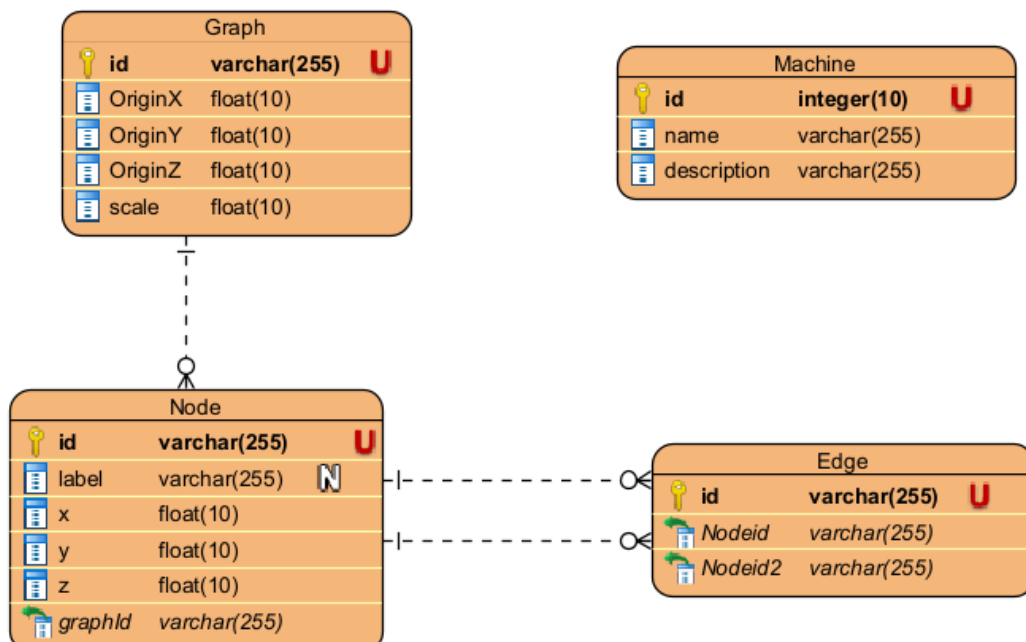 Graph
id varchar(255) U
OriginX float(10)
OriginY float(10)
OriginZ float(10)
scale float(10)
Machine
id integer(10) U
name varchar(255)
description varchar(255)
Node
id varchar(255) U
label varchar(255) N
x float(10)
y float(10)
z float(10)
graphId varchar(255)
Edge
id varchar(255) U
Nodeid varchar(255)
Nodeid2 varchar(255)